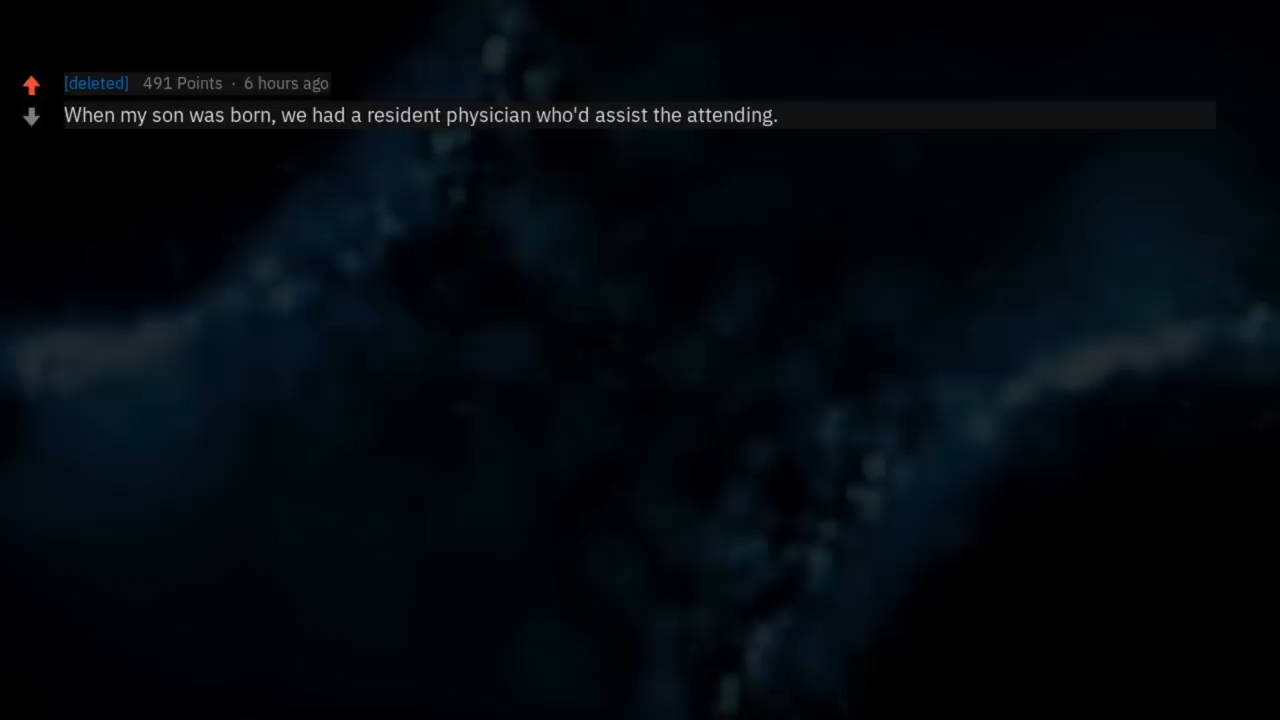 [deleted] 491 Points · 6 hours ago
When my son was born, we had a resident physician who'd assist the attending.